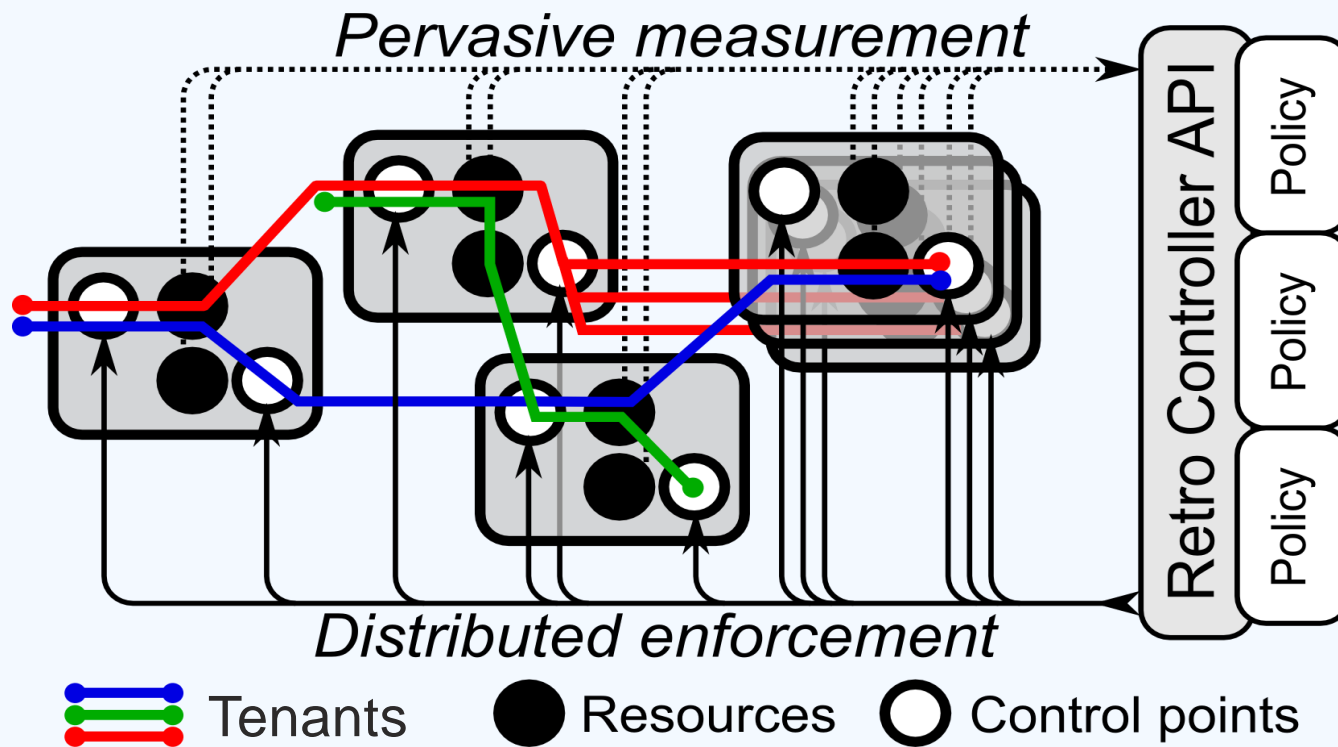 Pervasive measurement
Retro Controller API
Policy
Policy
Policy
Distributed enforcement
Tenants
Resources
Control points